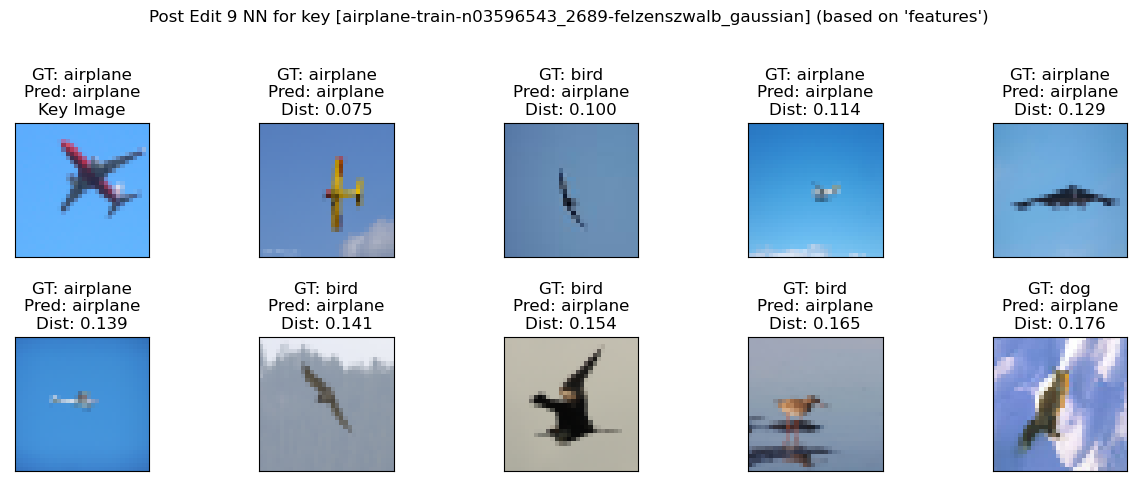 Post Edit 9 NN for key [airplane-train-n03596543_2689-felzenszwalb_gaussian] (based on 'features')
GT: airplane
Pred: airplane
Key Image
GT: airplane
Pred: airplane
Dist: 0.075
GT: bird
Pred: airplane
Dist: 0.100
GT: airplane
Pred: airplane
Dist: 0.114
GT: airplane
Pred: airplane
Dist: 0.129
GT: airplane
Pred: airplane
Dist: 0.139
GT: bird
Pred: airplane
Dist: 0.141
GT: bird
Pred: airplane
Dist: 0.154
GT: bird
Pred: airplane
Dist: 0.165
GT: dog
Pred: airplane
Dist: 0.176